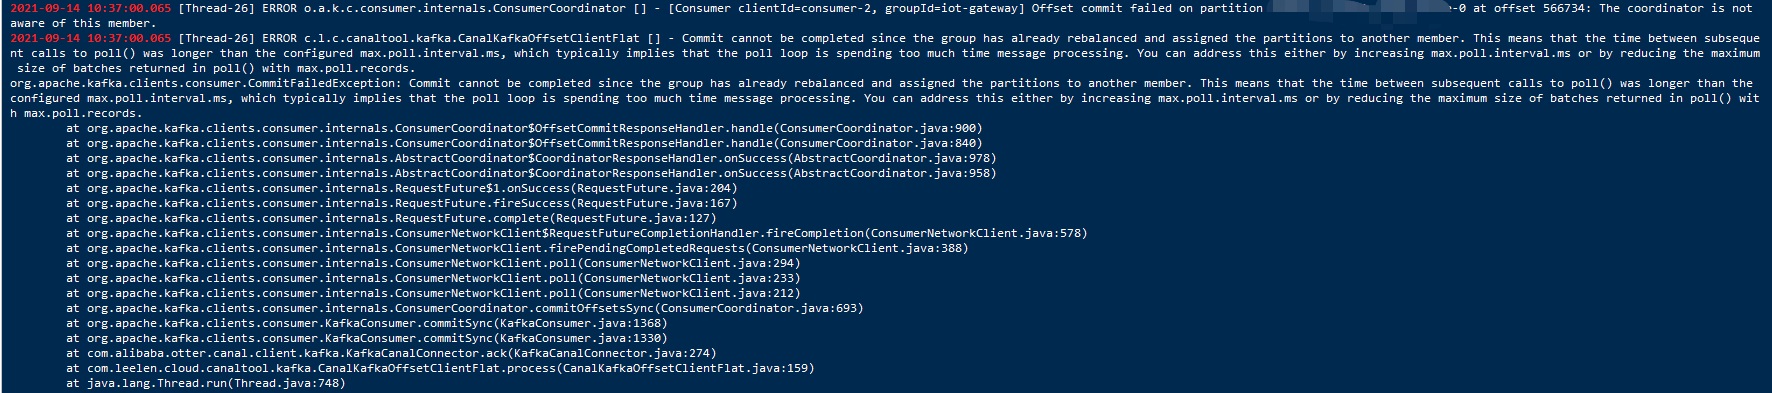 2021-09-14 10:37:00.065 [Thread-26] ERROR o.a.k.c.consumer.internals.ConsumerCoordinator [] - [Consumer clientId=consumer-2, groupId=iot-gateway] Offset commit failed on partition e-0 at offset 566734: The coordinator is not
aware of this member.
2021-09-14 10:37:00.065 [Thread-26] ERROR c.l.c.canaltool.kafka.CanalKafkaOffsetClientFlat [] - Commit cannot be completed since the group has already rebalanced and assigned the partitions to another member. This means that the time between subseque
nt calls to poll() was longer than the configured max.poll.interval.ms, which typically implies that the poll loop is spending too much time message processing. You can address this either by increasing max.poll.interval.ms or by reducing the maximum
size of batches returned in poll() with max.poll.records.
org.apache.kafka.clients.consumer.CommitFailedException: Commit cannot be completed since the group has already rebalanced and assigned the partitions to another member. This means that the time between subsequent calls to poll() was longer than the
configured max.poll.interval.ms, which typically implies that the poll loop is spending too much time message processing. You can address this either by increasing max.poll.interval.ms or by reducing the maximum size of batches returned in poll() wit
h max.poll.records.
at org.apache.kafka.clients.consumer.internals.ConsumerCoordinator$OffsetCommitResponseHandler.handle(ConsumerCoordinator.java:900)
at org.apache.kafka.clients.consumer.internals.ConsumerCoordinator$OffsetCommitResponseHandler.handle(ConsumerCoordinator.java:840)
at org.apache.kafka.clients.consumer.internals.AbstractCoordinator$CoordinatorResponseHandler.onSuccess(AbstractCoordinator.java:978)
at org.apache.kafka.clients.consumer.internals.AbstractCoordinator$CoordinatorResponseHandler.onSuccess(AbstractCoordinator.java:958)
at org.apache.kafka.clients.consumer.internals.RequestFuture$1.onSuccess(RequestFuture.java:204)
at org.apache.kafka.clients.consumer.internals.RequestFuture.fireSuccess(RequestFuture.java:167)
at org.apache.kafka.clients.consumer.internals.RequestFuture.complete(RequestFuture.java:127)
at org.apache.kafka.clients.consumer.internals.ConsumerNetworkClient$RequestFutureCompletionHandler.fireCompletion(ConsumerNetworkClient.java:578)
at org.apache.kafka.clients.consumer.internals.ConsumerNetworkClient.firePendingCompletedRequests(ConsumerNetworkClient.java:388)
at org.apache.kafka.clients.consumer.internals.ConsumerNetworkClient.poll(ConsumerNetworkClient.java:294)
at org.apache.kafka.clients.consumer.internals.ConsumerNetworkClient.poll(ConsumerNetworkClient.java:233)
at org.apache.kafka.clients.consumer.internals.ConsumerNetworkClient.poll(ConsumerNetworkClient.java:212)
at org.apache.kafka.clients.consumer.internals.ConsumerCoordinator.commitOffsetsSync(ConsumerCoordinator.java:693)
at org.apache.kafka.clients.consumer.KafkaConsumer.commitSync(KafkaConsumer.java:1368)
at org.apache.kafka.clients.consumer.KafkaConsumer.commitSync(KafkaConsumer.java:1330)
at com.alibaba.otter.canal.client.kafka.KafkaCanalConnector.ack(KafkaCanalConnector.java:274)
at com.leelen.cloud.canaltool.kafka.CanalKafkaOffsetClientFlat.process(CanalKafkaOffsetClientFlat.java:159)
at java.lang.Thread.run(Thread.java:748)